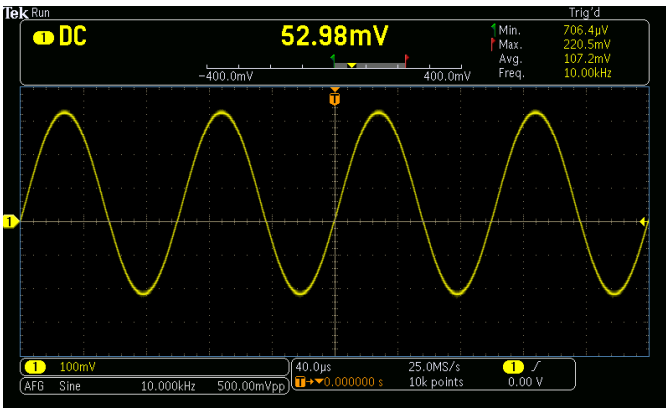 Tek Run Trig'd
1 DC 52.98mV
Min. 706.4µV
Max. 220.5mV
Avg. 107.2mV
Freq. 10.00kHz
-400.0mV 400.0mV
T
1
1 100mV 40.0µs 25.0MS/s 1
T→▼0.000000 s 10k points 0.00 V
AFG Sine 10.000kHz 500.00mVpp